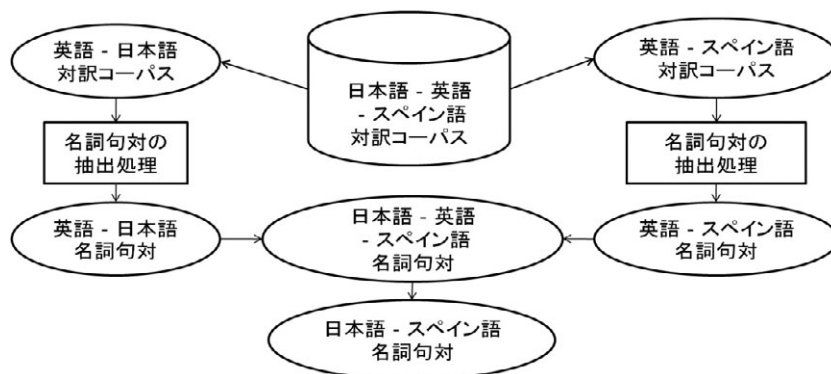 英語 - 日本語
対訳コーパス
日本語 - 英語
- スペイン語
対訳コーパス
英語 - スペイン語
対訳コーパス
名詞句対の
抽出処理
名詞句対の
抽出処理
英語 - 日本語
名詞句対
日本語 - 英語
- スペイン語
名詞句対
英語 - スペイン語
名詞句対
日本語 - スペイン語
名詞句対